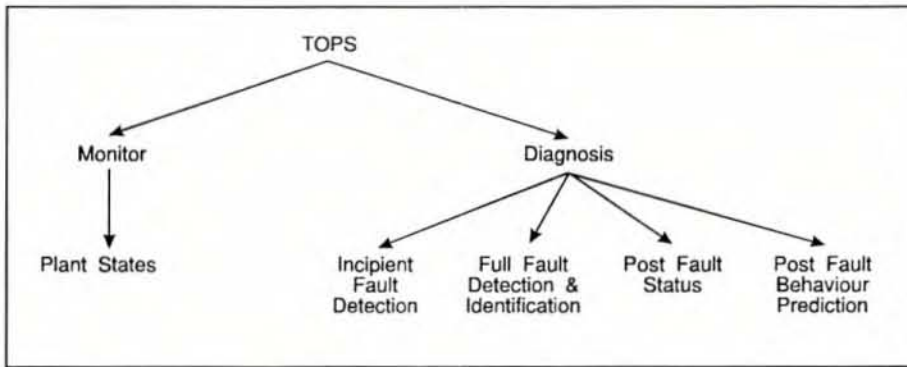 TOPS
Monitor
Diagnosis
Plant States
Incipient
Fault
Detection
Full Fault
Detection &
Identification
Post Fault
Status
Post Fault
Behaviour
Prediction